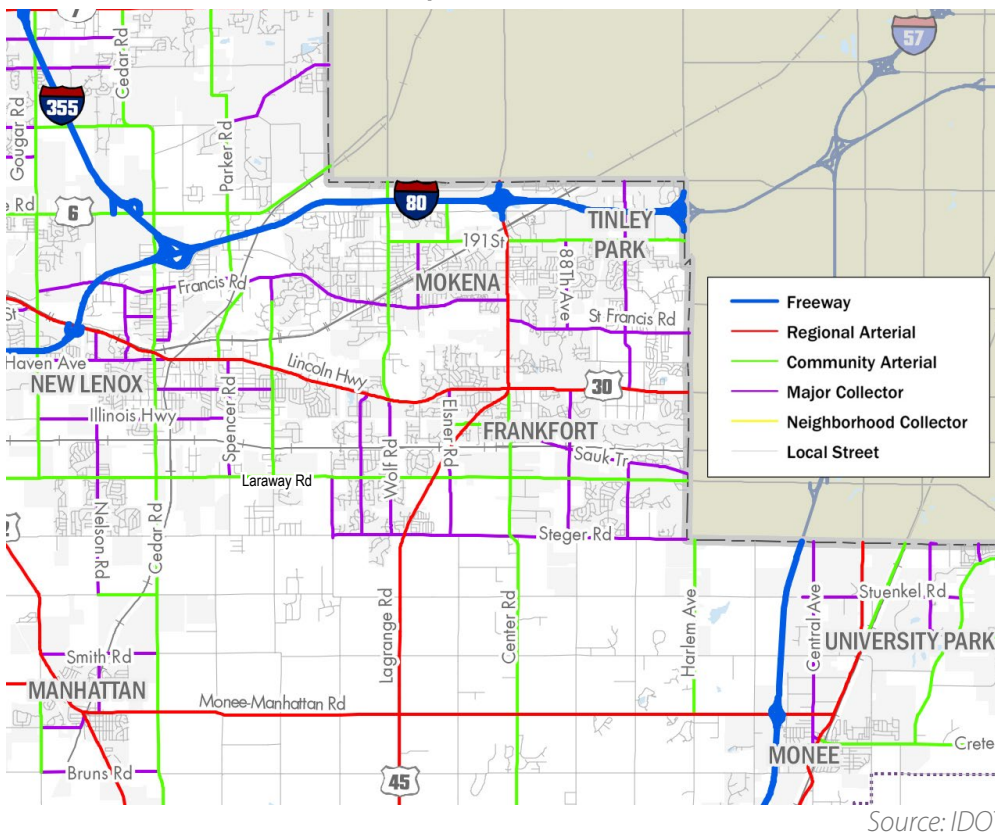 7
Cedar Rd
57
355
Gougar Rd
Parker Rd
e Rd
6
80
TINLEY
PARK
191St
88Th Ave
MOKENA
Francis Rd
St Francis Rd
St
Haven Ave
NEW LENOX
Lincoln Hwy
30
Illinois Hwy
Spencer Rd
Elsner Rd
FRANKFORT
Wolf Rd
Sauk Tr
Laraway Rd
Nelson Rd
Cedar Rd
Steger Rd
Freeway
Regional Arterial
Community Arterial
Major Collector
Neighborhood Collector
Local Street
2
Lagrange Rd
Center Rd
Harlem Ave
Central Ave
Stuenkel Rd
UNIVERSITY PARK
Smith Rd
MANHATTAN
Monee-Manhattan Rd
MONEE
Crete
Bruns Rd
45
Source: IDO